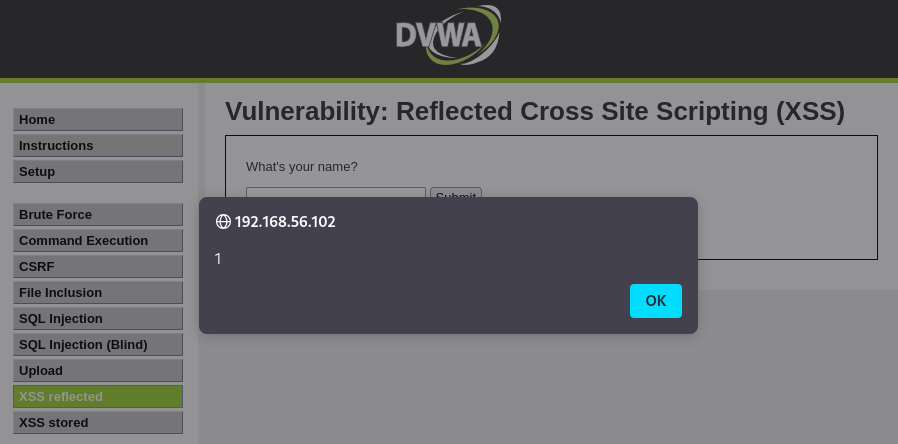 DVWA
Home
Instructions
Setup
Brute Force
Command Execution
CSRF
File Inclusion
SQL Injection
SQL Injection (Blind)
Upload
XSS reflected
XSS stored
Vulnerability: Reflected Cross Site Scripting (XSS)
What's your name?
Submit
192.168.56.102
1
OK